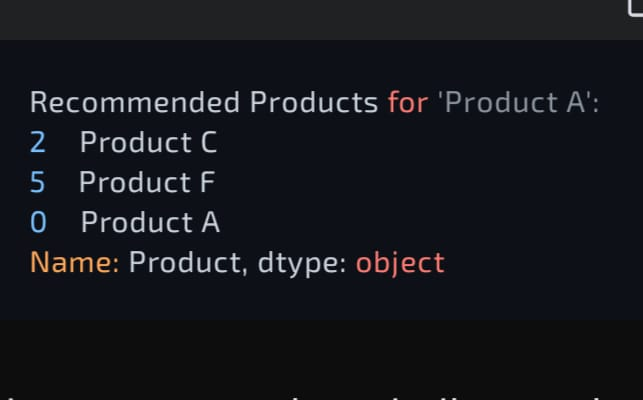 Recommended Products for 'Product A':
2    Product C
5    Product F
0    Product A
Name: Product, dtype: object